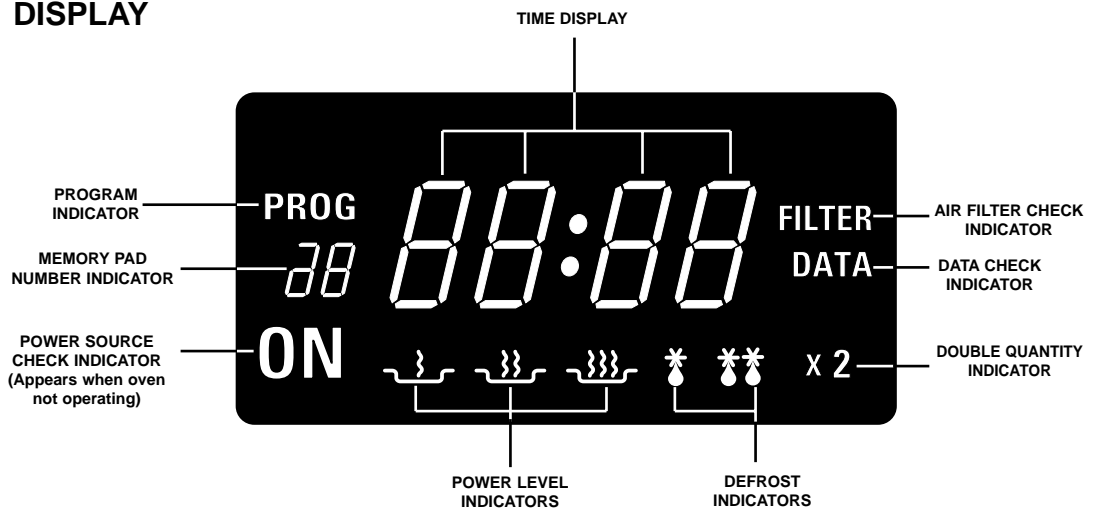 DISPLAY
TIME DISPLAY
PROGRAM
INDICATOR
MEMORY PAD
NUMBER INDICATOR
POWER SOURCE
CHECK INDICATOR
(Appears when oven
not operating)
PROG
88:88
88
ON
FILTER
DATA
x 2
AIR FILTER CHECK
INDICATOR
DATA CHECK
INDICATOR
DOUBLE QUANTITY
INDICATOR
POWER LEVEL
INDICATORS
DEFROST
INDICATORS